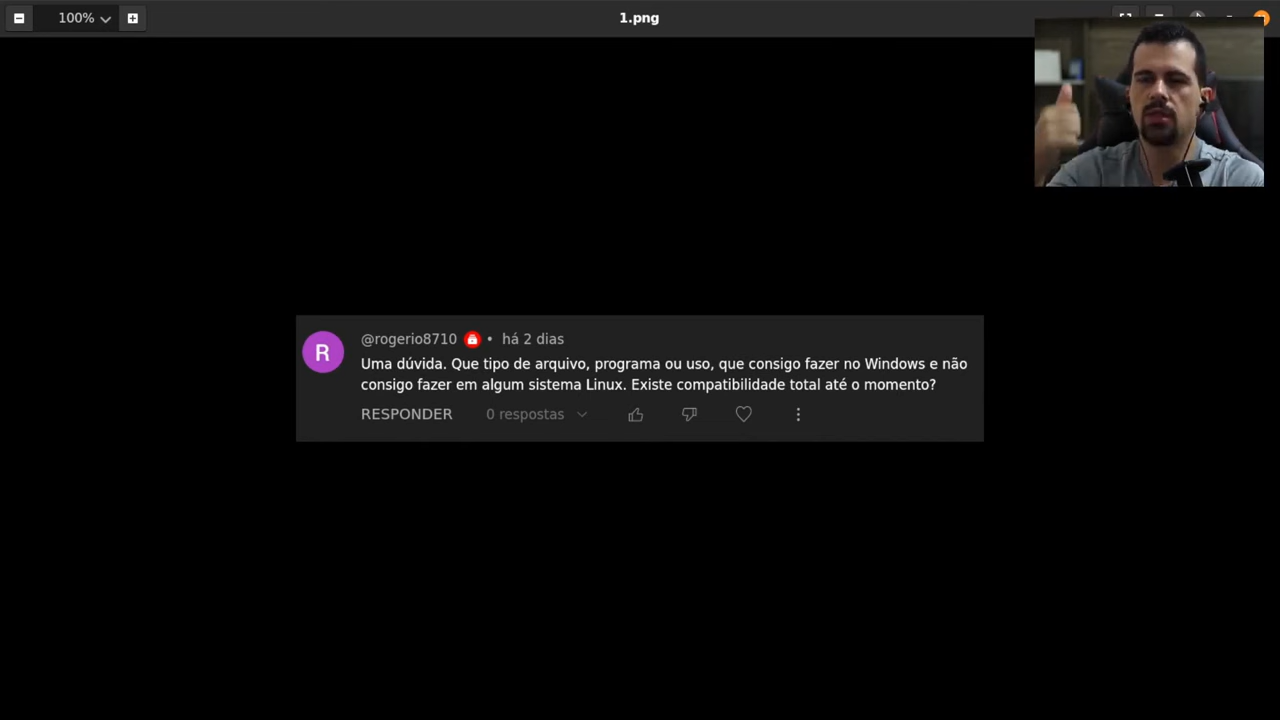 100%
1.png
R
@rogerio8710 • há 2 dias
Uma dúvida. Que tipo de arquivo, programa ou uso, que consigo fazer no Windows e não
consigo fazer em algum sistema Linux. Existe compatibilidade total até o momento?
RESPONDER 0 respostas